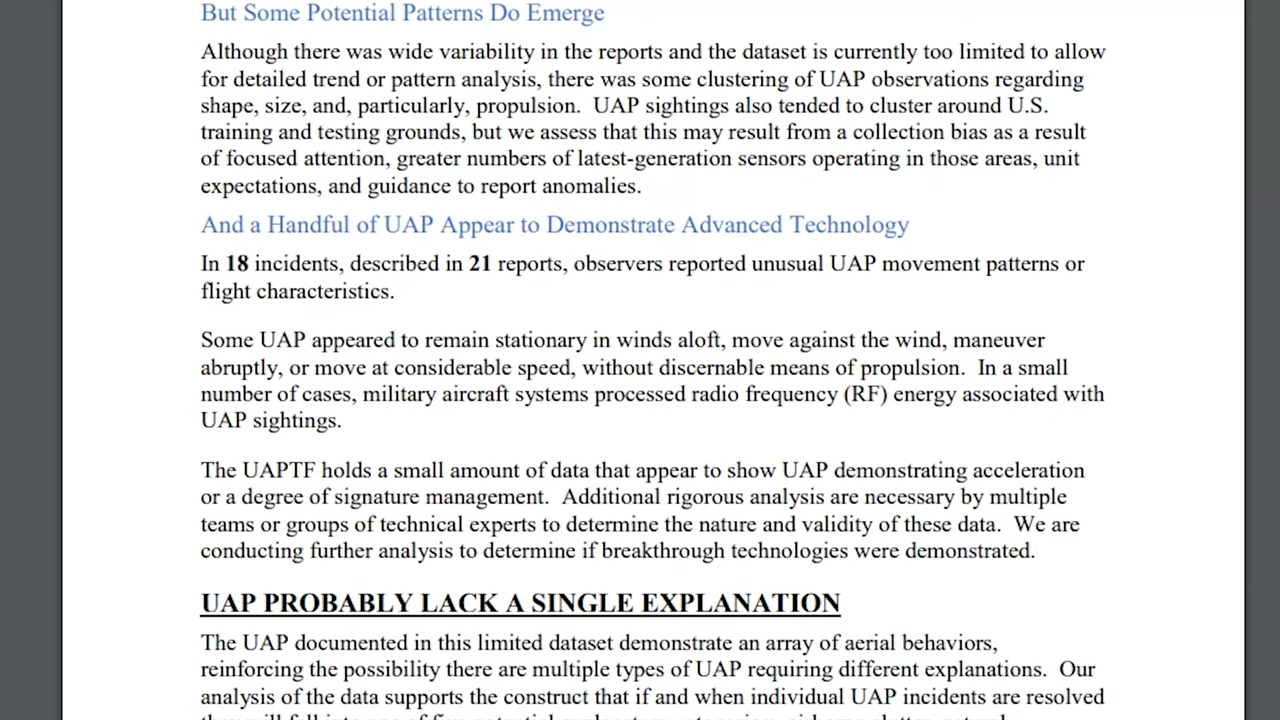 But Some Potential Patterns Do Emerge
Although there was wide variability in the reports and the dataset is currently too limited to allow
for detailed trend or pattern analysis, there was some clustering of UAP observations regarding
shape, size, and, particularly, propulsion.  UAP sightings also tended to cluster around U.S.
training and testing grounds, but we assess that this may result from a collection bias as a result
of focused attention, greater numbers of latest-generation sensors operating in those areas, unit
expectations, and guidance to report anomalies.
And a Handful of UAP Appear to Demonstrate Advanced Technology
In 18 incidents, described in 21 reports, observers reported unusual UAP movement patterns or
flight characteristics.
Some UAP appeared to remain stationary in winds aloft, move against the wind, maneuver
abruptly, or move at considerable speed, without discernable means of propulsion.  In a small
number of cases, military aircraft systems processed radio frequency (RF) energy associated with
UAP sightings.
The UAPTF holds a small amount of data that appear to show UAP demonstrating acceleration
or a degree of signature management.  Additional rigorous analysis are necessary by multiple
teams or groups of technical experts to determine the nature and validity of these data.  We are
conducting further analysis to determine if breakthrough technologies were demonstrated.
UAP PROBABLY LACK A SINGLE EXPLANATION
The UAP documented in this limited dataset demonstrate an array of aerial behaviors,
reinforcing the possibility there are multiple types of UAP requiring different explanations.  Our
analysis of the data supports the construct that if and when individual UAP incidents are resolved